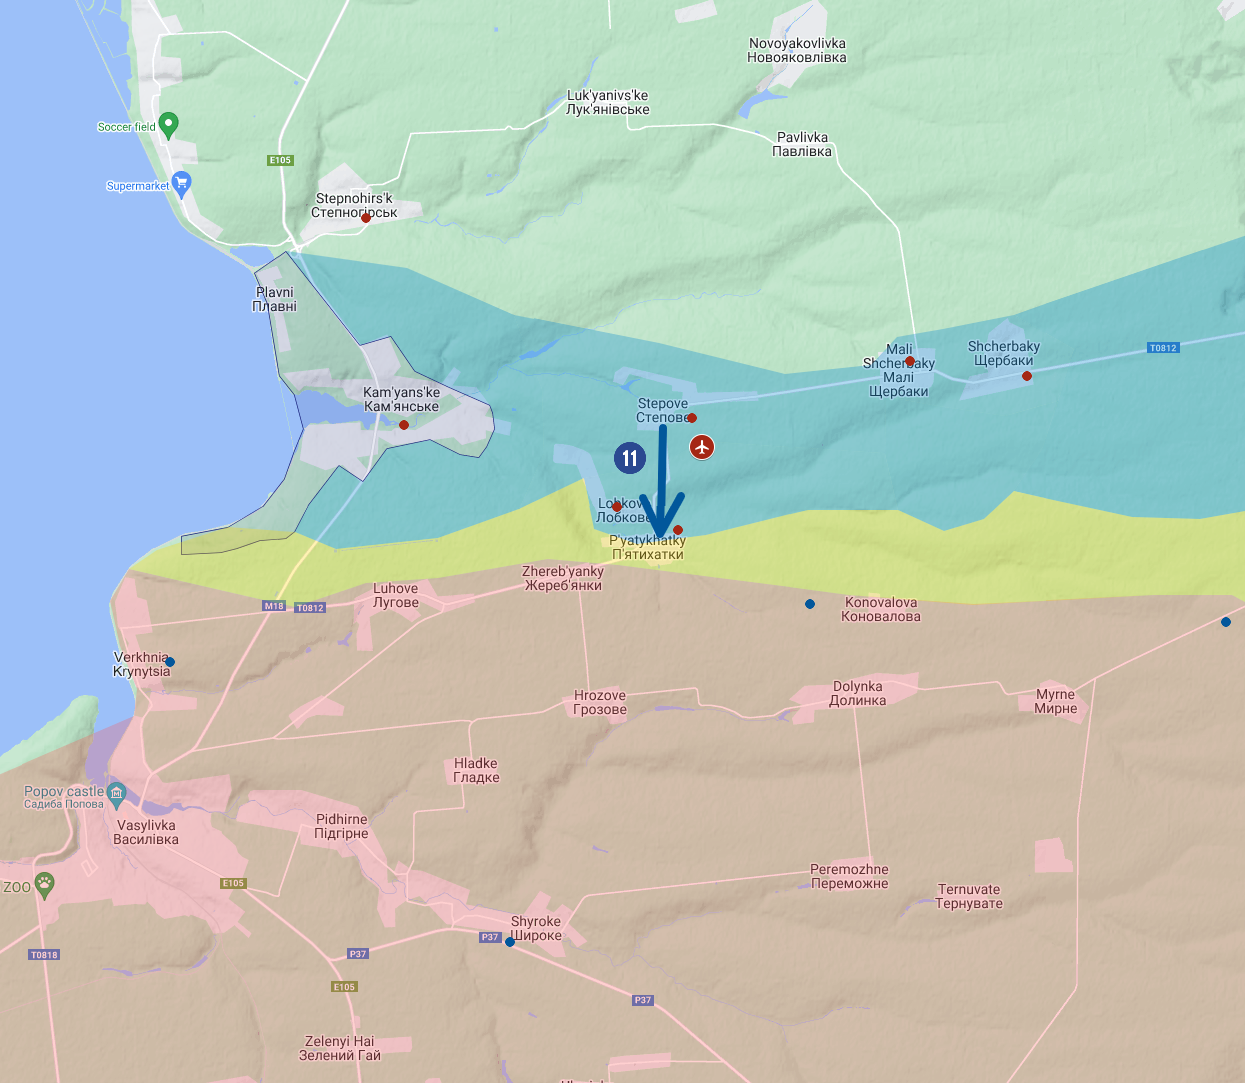 Novoyakovlivka
Новояковлівка
Luk'yanivs'ke
Лук'янівське
Soccer field
Pavlivka
Павлівка
E105
Supermarket
Stepnohirs'k
Степногірськ
Plavni
Плавні
Mali
Shcherbaky
Малі
Щербаки
Shcherbaky
Щербаки
T0812
Kam'yans'ke
Кам'янське
Stepove
Степове
11
Lobkove
Лобкове
P'yatykhatky
П'ятихатки
Zhereb'yanky
Жереб'янки
Luhove
Лугове
M18
T0812
Konovalova
Коновалова
Verkhnia
Krynytsia
Hrozove
Грозове
Dolynka
Долинка
Myrne
Мирне
Hladke
Гладке
Popov castle
Садиба Попова
Vasylivka
Василівка
Pidhirne
Підгірне
ZOO
E105
Peremozhne
Переможне
Ternuvate
Тернувате
Shyroke
Широке
P37
T0818
P37
E105
P37
Zelenyi Hai
Зелений Гай